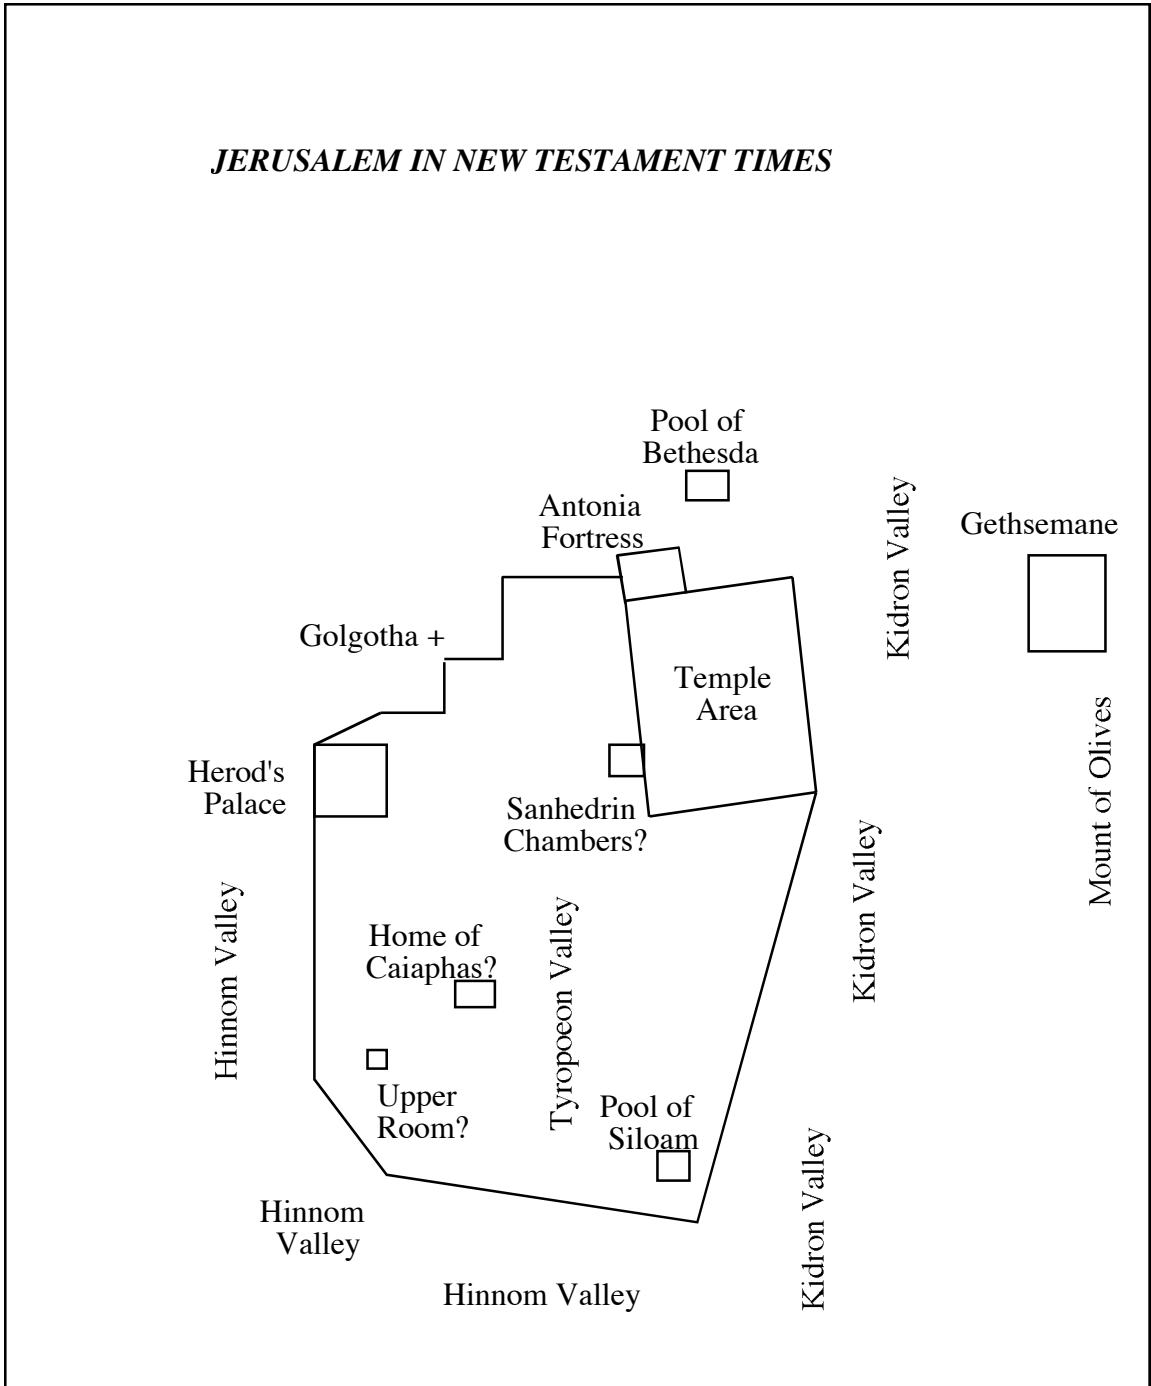 JERUSALEM IN NEW TESTAMENT TIMES
Pool of
Bethesda
Antonia
Fortress
Kidron Valley
Gethsemane
Golgotha +
Temple
Area
Mount of Olives
Herod's
Palace
Sanhedrin
Chambers?
Kidron Valley
Hinnom Valley
Home of
Caiaphas?
Tyropoeon Valley
Upper
Room?
Pool of
Siloam
Kidron Valley
Hinnom
Valley
Hinnom Valley